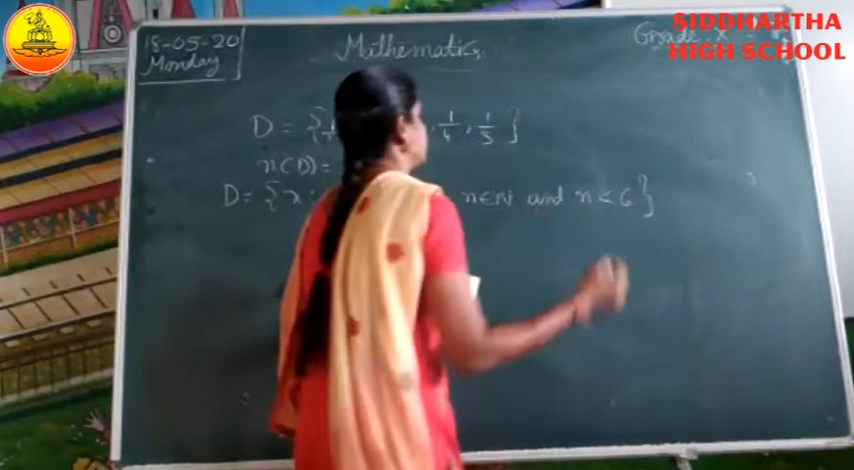 18-05-20 Mathematics Grade: X SIDDHARTHA
Monday HIGH SCHOOL
D = { , 1/4, 1/5 }
n(D) =
D = { x : n∈N and n < 6 }